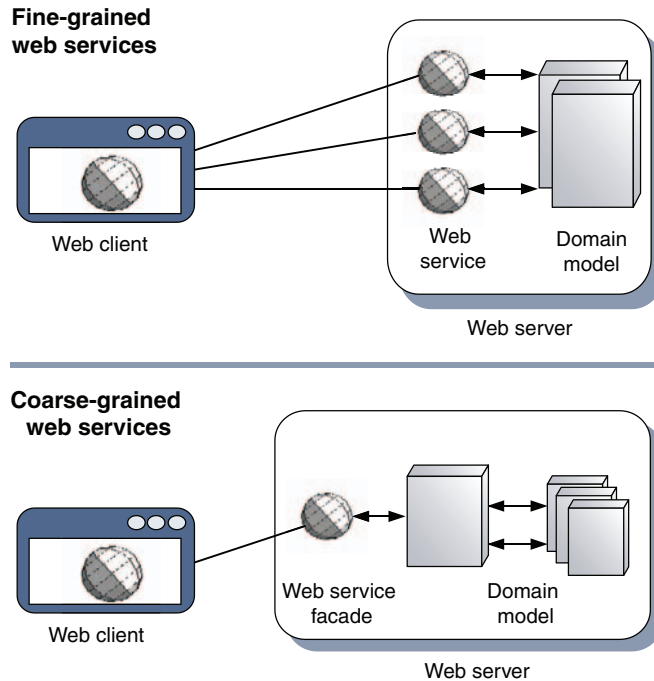 Fine-grained
web services
Web client
Web
service
Domain
model
Web server
Coarse-grained
web services
Web client
Web service
facade
Domain
model
Web server